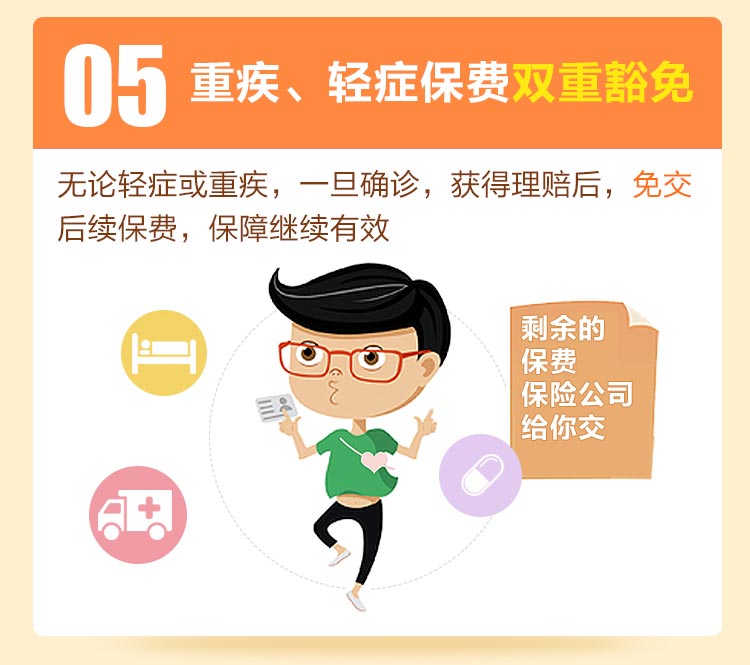 05 重疾、轻症保费双重豁免
无论轻症或重疾，一旦确诊，获得理赔后，免交
后续保费，保障继续有效
剩余的
保费
保险公司
给你交